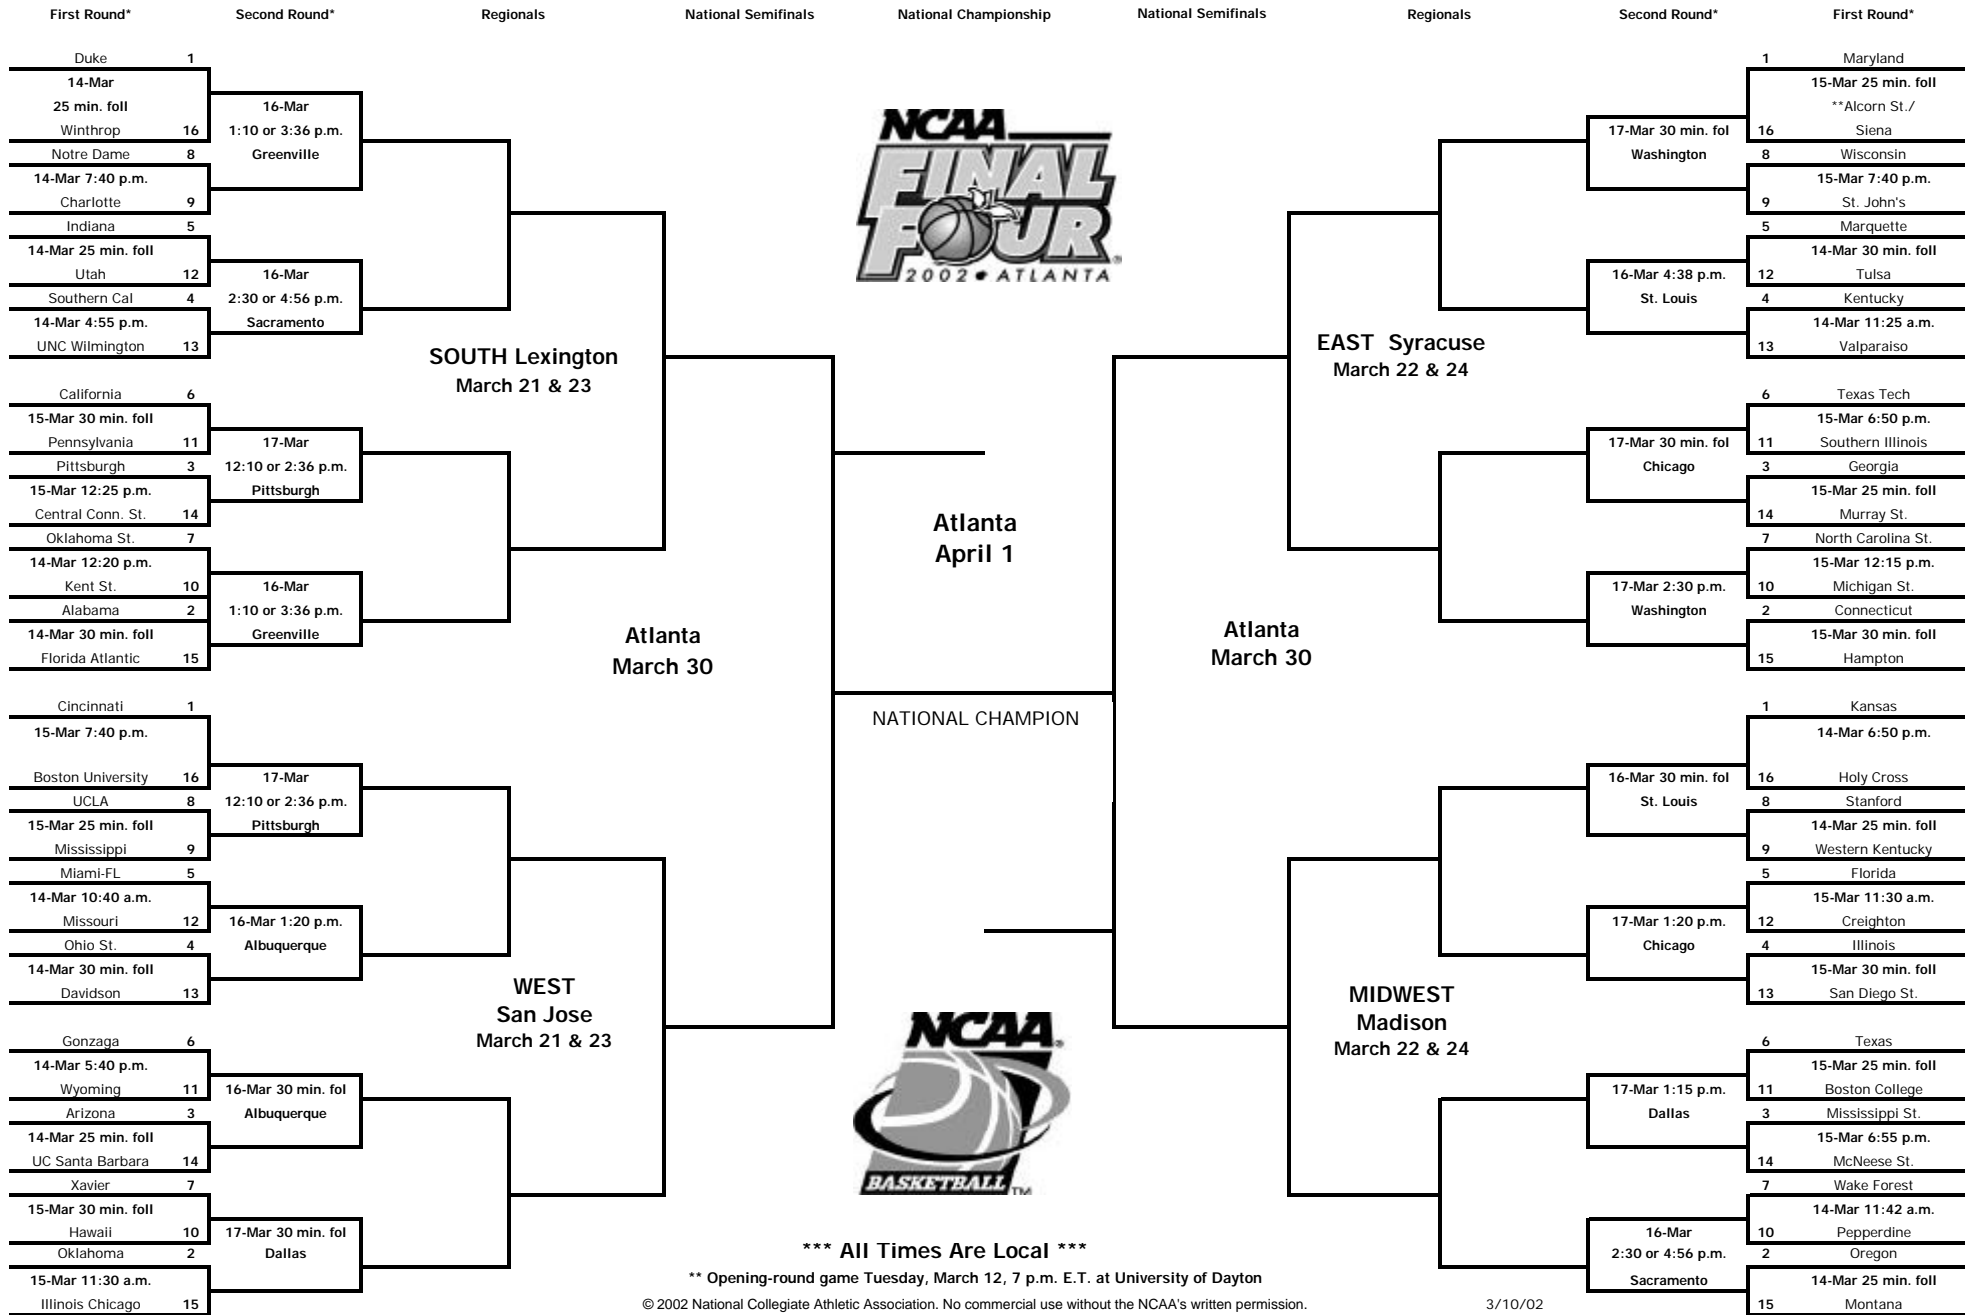 First Round*
Second Round*
Regionals
National Semifinals
National Championship
National Semifinals
Regionals
Second Round*
First Round*
Duke 1
14-Mar
25 min. foll
Winthrop 16
Notre Dame 8
14-Mar 7:40 p.m.
Charlotte 9
Indiana 5
14-Mar 25 min. foll
Utah 12
Southern Cal 4
14-Mar 4:55 p.m.
UNC Wilmington 13
California 6
15-Mar 30 min. foll
Pennsylvania 11
Pittsburgh 3
15-Mar 12:25 p.m.
Central Conn. St. 14
Oklahoma St. 7
14-Mar 12:20 p.m.
Kent St. 10
Alabama 2
14-Mar 30 min. foll
Florida Atlantic 15
Cincinnati 1
15-Mar 7:40 p.m.
Boston University 16
UCLA 8
15-Mar 25 min. foll
Mississippi 9
Miami-FL 5
14-Mar 10:40 a.m.
Missouri 12
Ohio St. 4
14-Mar 30 min. foll
Davidson 13
Gonzaga 6
14-Mar 5:40 p.m.
Wyoming 11
Arizona 3
14-Mar 25 min. foll
UC Santa Barbara 14
Xavier 7
15-Mar 30 min. foll
Hawaii 10
Oklahoma 2
15-Mar 11:30 a.m.
Illinois Chicago 15
16-Mar
1:10 or 3:36 p.m.
Greenville
16-Mar
2:30 or 4:56 p.m.
Sacramento
17-Mar
12:10 or 2:36 p.m.
Pittsburgh
16-Mar
1:10 or 3:36 p.m.
Greenville
17-Mar
12:10 or 2:36 p.m.
Pittsburgh
16-Mar 1:20 p.m.
Albuquerque
16-Mar 30 min. fol
Albuquerque
17-Mar 30 min. fol
Dallas
SOUTH Lexington
March 21 & 23
WEST
San Jose
March 21 & 23
Atlanta
March 30
NCAA
FINAL
FOUR®
2002 • ATLANTA
Atlanta
April 1
NATIONAL CHAMPION
NCAA®
BASKETBALL TM
Atlanta
March 30
EAST Syracuse
March 22 & 24
MIDWEST
Madison
March 22 & 24
17-Mar 30 min. fol
Washington
16-Mar 4:38 p.m.
St. Louis
17-Mar 30 min. fol
Chicago
17-Mar 2:30 p.m.
Washington
16-Mar 30 min. fol
St. Louis
17-Mar 1:20 p.m.
Chicago
17-Mar 1:15 p.m.
Dallas
16-Mar
2:30 or 4:56 p.m.
Sacramento
1 Maryland
15-Mar 25 min. foll
**Alcorn St./
16 Siena
8 Wisconsin
15-Mar 7:40 p.m.
9 St. John's
5 Marquette
14-Mar 30 min. foll
12 Tulsa
4 Kentucky
14-Mar 11:25 a.m.
13 Valparaiso
6 Texas Tech
15-Mar 6:50 p.m.
11 Southern Illinois
3 Georgia
15-Mar 25 min. foll
14 Murray St.
7 North Carolina St.
15-Mar 12:15 p.m.
10 Michigan St.
2 Connecticut
15-Mar 30 min. foll
15 Hampton
1 Kansas
14-Mar 6:50 p.m.
16 Holy Cross
8 Stanford
14-Mar 25 min. foll
9 Western Kentucky
5 Florida
15-Mar 11:30 a.m.
12 Creighton
4 Illinois
15-Mar 30 min. foll
13 San Diego St.
6 Texas
15-Mar 25 min. foll
11 Boston College
3 Mississippi St.
15-Mar 6:55 p.m.
14 McNeese St.
7 Wake Forest
14-Mar 11:42 a.m.
10 Pepperdine
2 Oregon
14-Mar 25 min. foll
15 Montana
*** All Times Are Local ***
** Opening-round game Tuesday, March 12, 7 p.m. E.T. at University of Dayton
© 2002 National Collegiate Athletic Association. No commercial use without the NCAA's written permission.
3/10/02